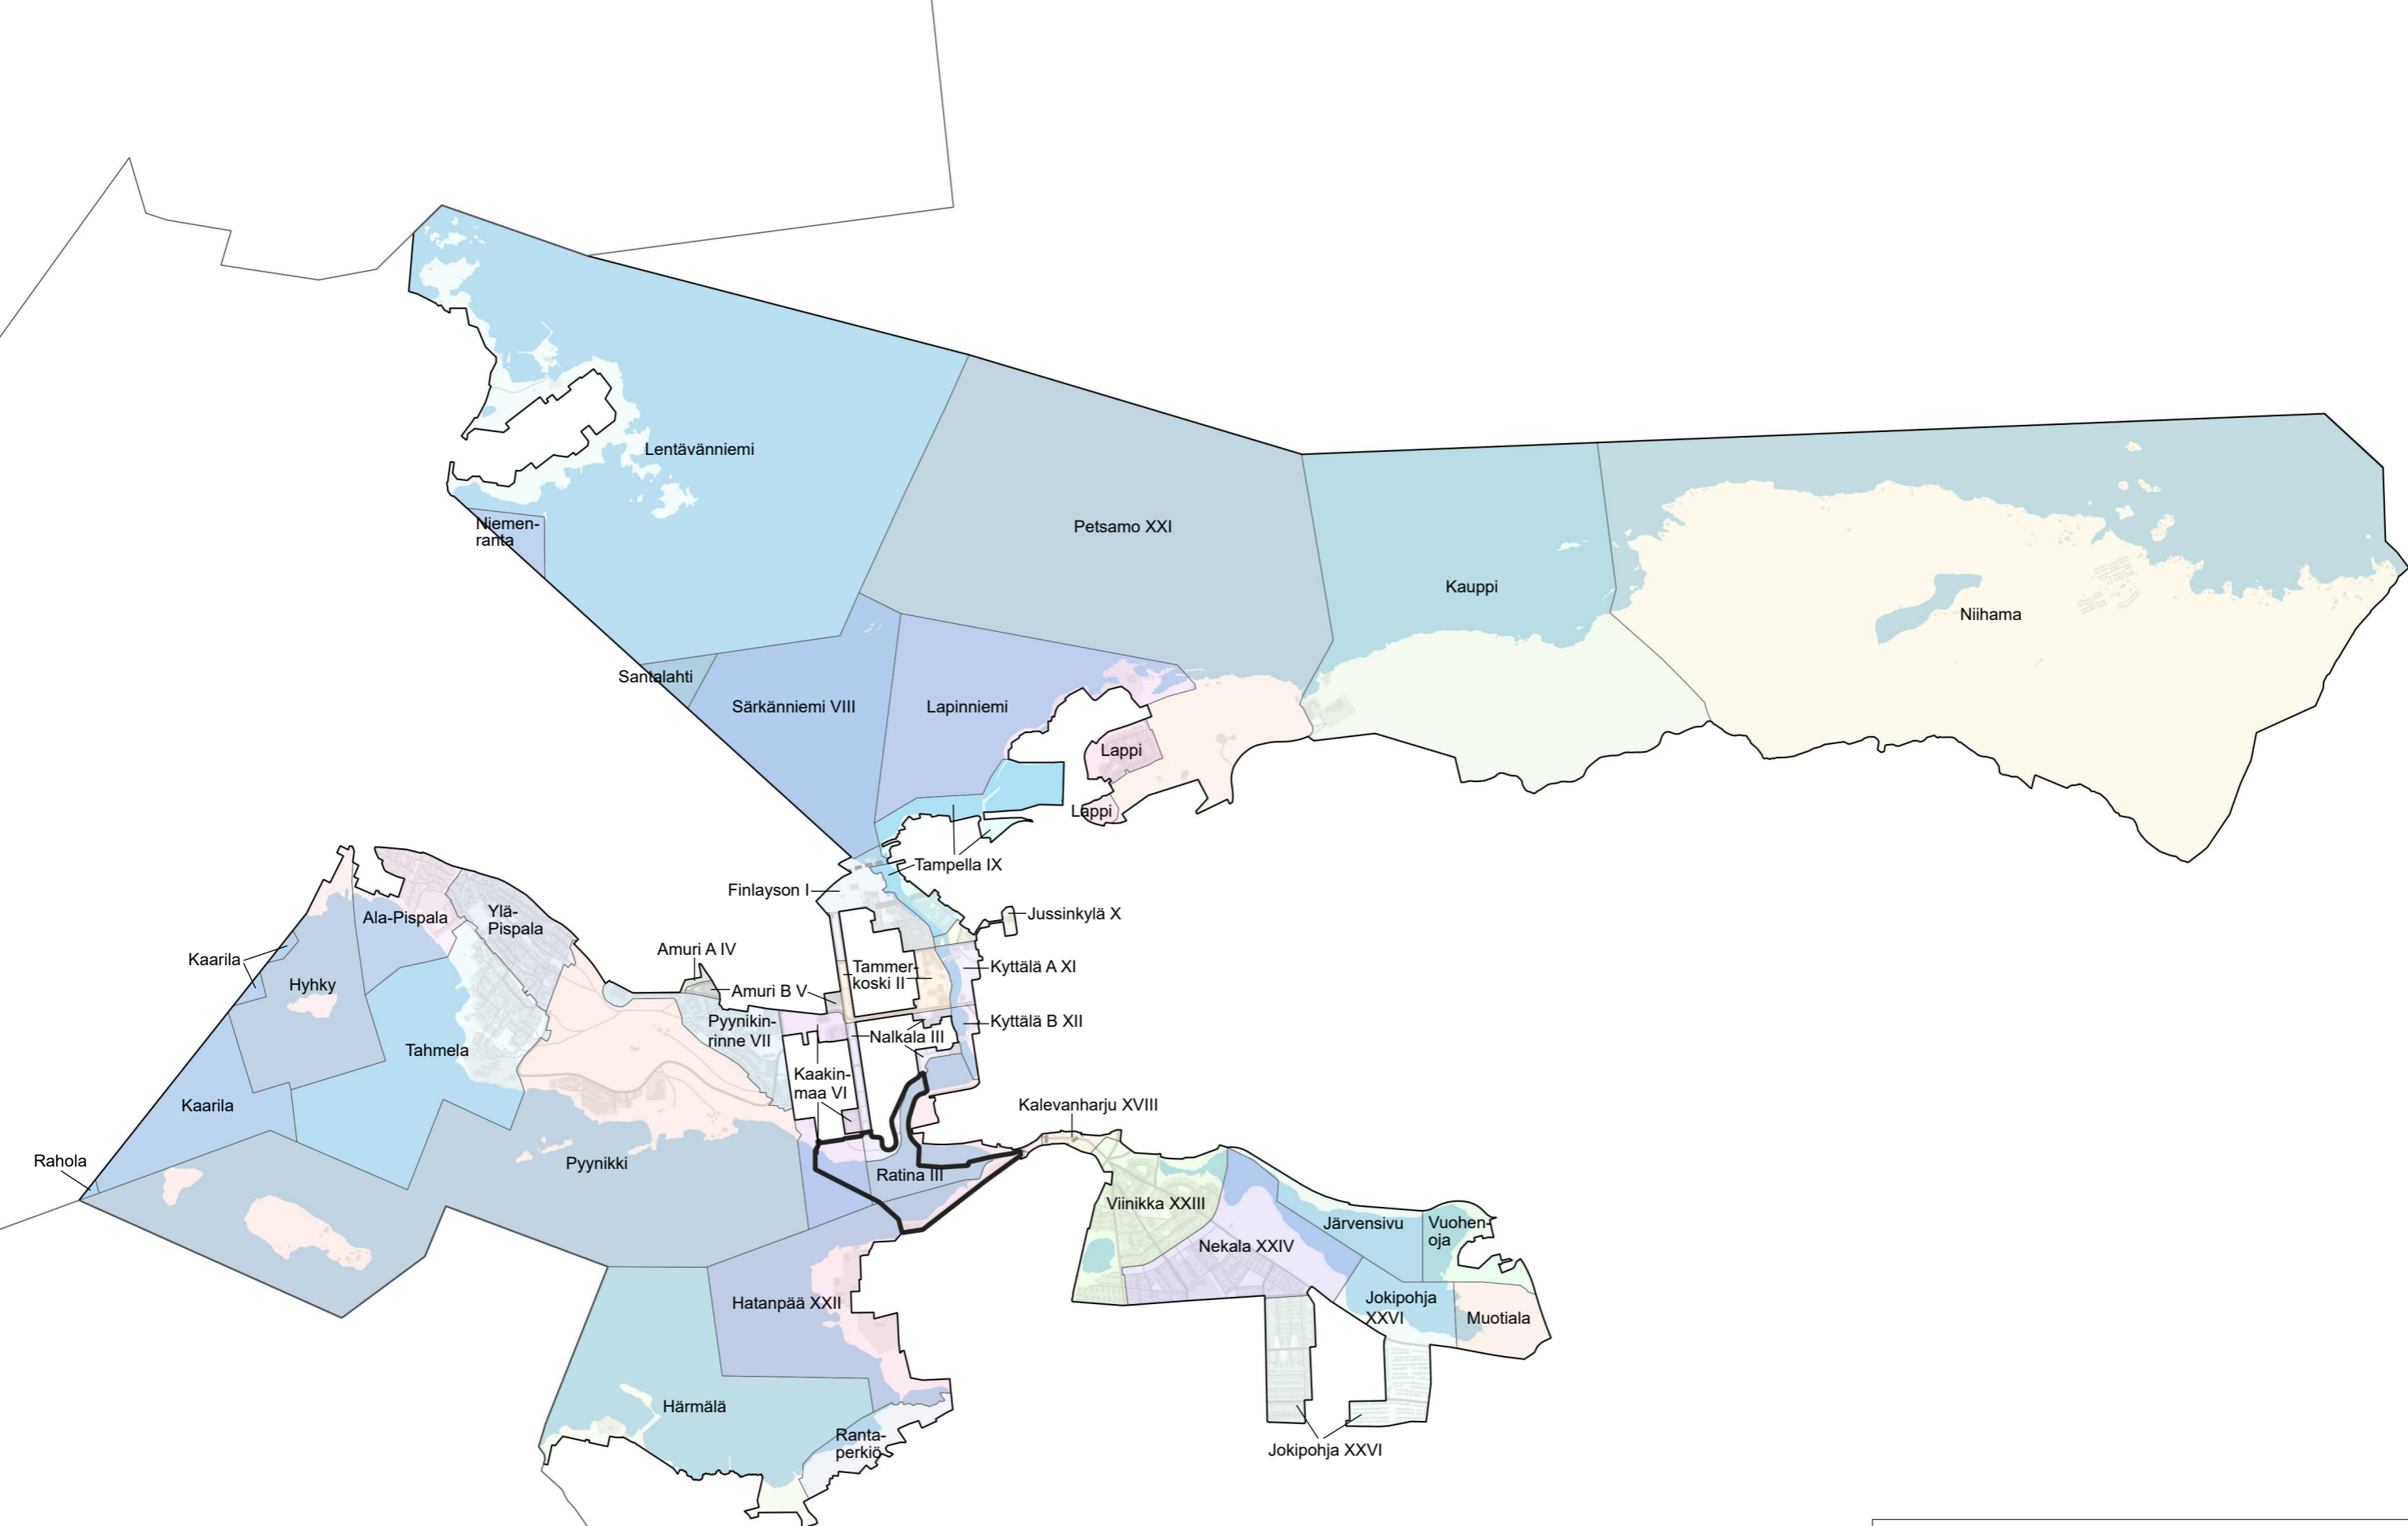 Lentävänniemi
Niemen-
ranta
Petsamo XXI
Kauppi
Niihama
Santalahti
Särkänniemi VIII
Lapinniemi
Lappi
Lappi
Tampella IX
Finlayson I
Jussinkylä X
Ala-Pispala
Ylä-
Pispala
Kaarila
Hyhky
Amuri A IV
Amuri B V
Tammer-
koski II
Kyttälä A XI
Kyttälä B XII
Pyynikin-
rinne VII
Nalkala III
Tahmela
Kaakin-
maa VI
Kaarila
Kalevanharju XVIII
Rahola
Pyynikki
Ratina III
Viinikka XXIII
Järvensivu
Vuohen-
oja
Nekala XXIV
Hatanpää XXII
Jokipohja
XXVI
Muotiala
Härmälä
Ranta-
perkiö
Jokipohja XXVI